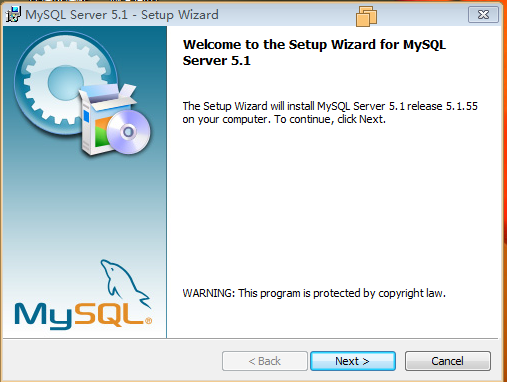 MySQL Server 5.1 - Setup Wizard
Welcome to the Setup Wizard for MySQL
Server 5.1
The Setup Wizard will install MySQL Server 5.1 release 5.1.55
on your computer. To continue, click Next.
WARNING: This program is protected by copyright law.
MySQL®
< Back
Next >
Cancel